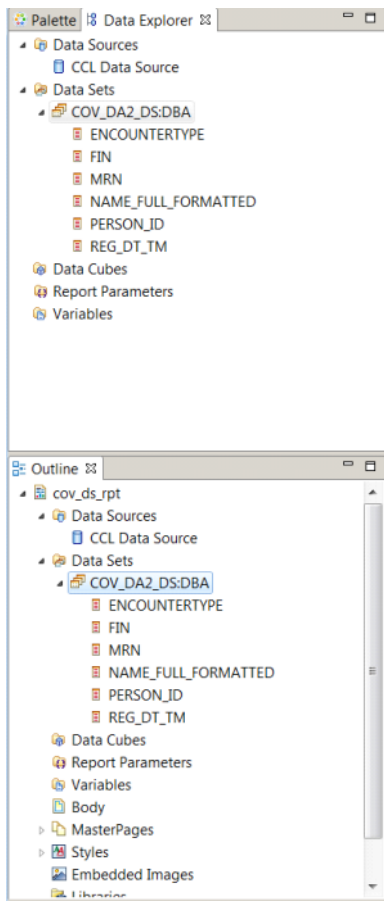 Palette Data Explorer
Data Sources
CCL Data Source
Data Sets
COV_DA2_DS:DBA
ENCOUNTERTYPE
FIN
MRN
NAME_FULL_FORMATTED
PERSON_ID
REG_DT_TM
Data Cubes
Report Parameters
Variables
Outline
cov_ds_rpt
Data Sources
CCL Data Source
Data Sets
COV_DA2_DS:DBA
ENCOUNTERTYPE
FIN
MRN
NAME_FULL_FORMATTED
PERSON_ID
REG_DT_TM
Data Cubes
Report Parameters
Variables
Body
MasterPages
Styles
Embedded Images
Libraries